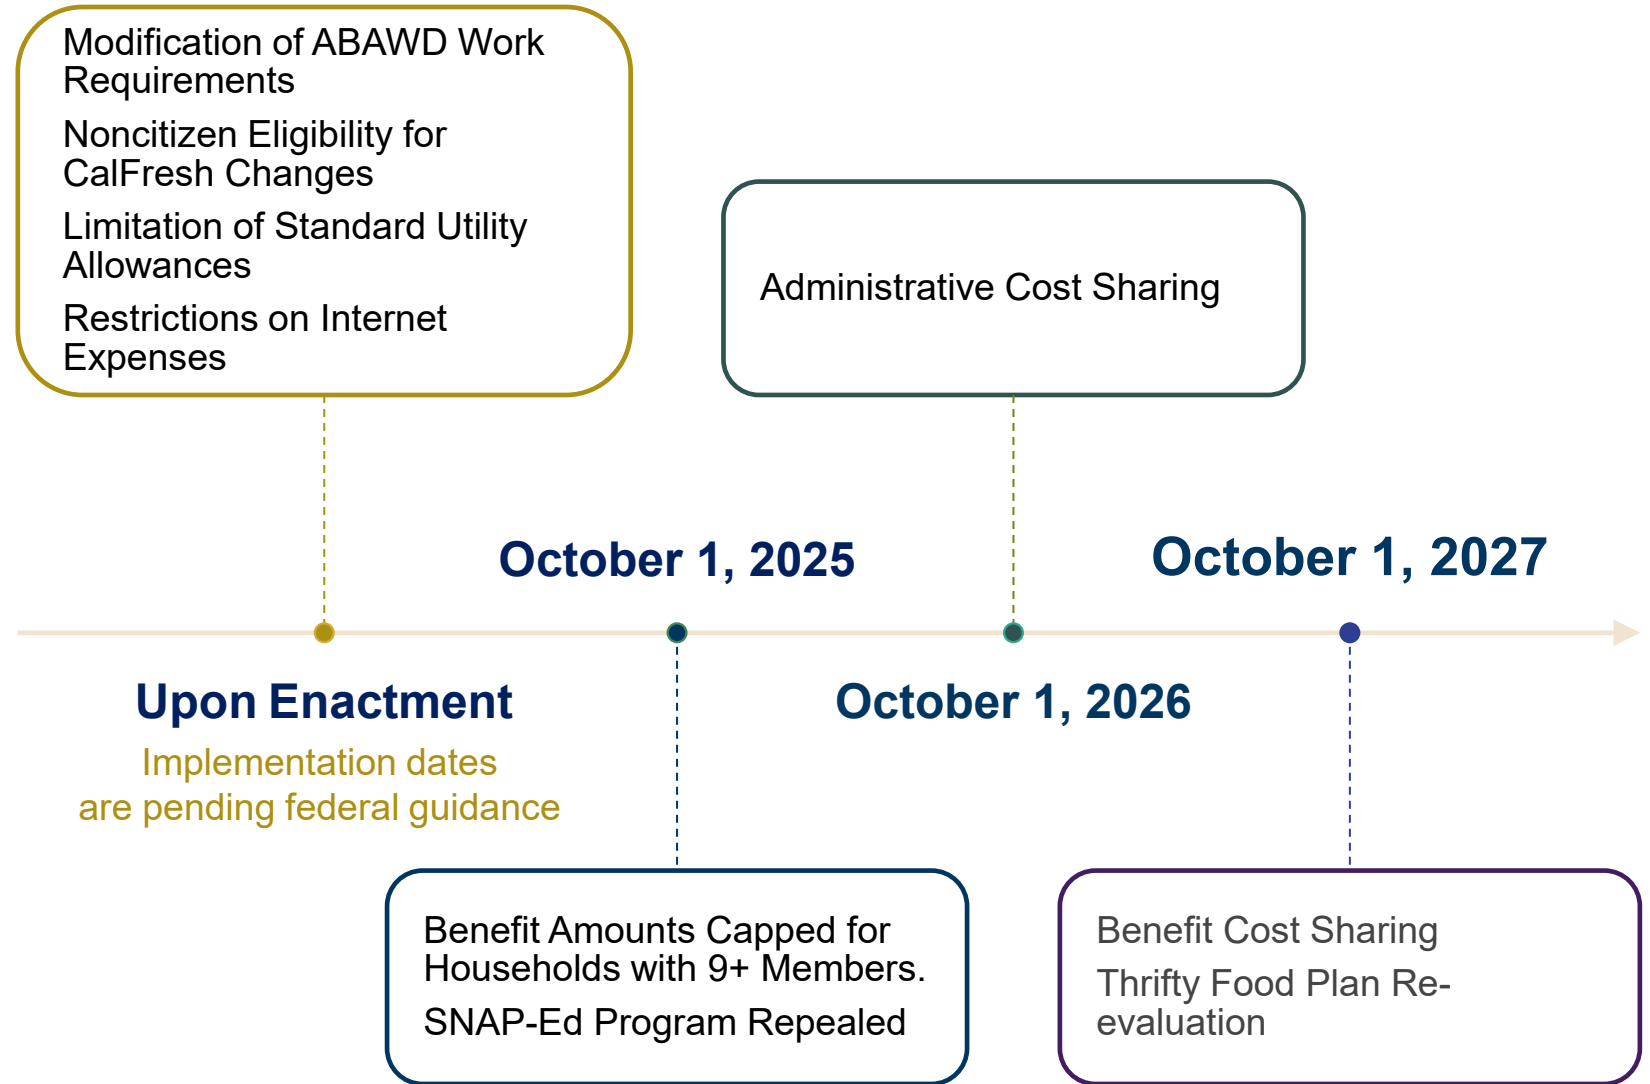 Modification of ABAWD Work
Requirements
Noncitizen Eligibility for
CalFresh Changes
Limitation of Standard Utility
Allowances
Restrictions on Internet
Expenses
Administrative Cost Sharing
October 1, 2025
October 1, 2027
Upon Enactment
Implementation dates
are pending federal guidance
October 1, 2026
Benefit Amounts Capped for
Households with 9+ Members.
SNAP-Ed Program Repealed
Benefit Cost Sharing
Thrifty Food Plan Re-
evaluation